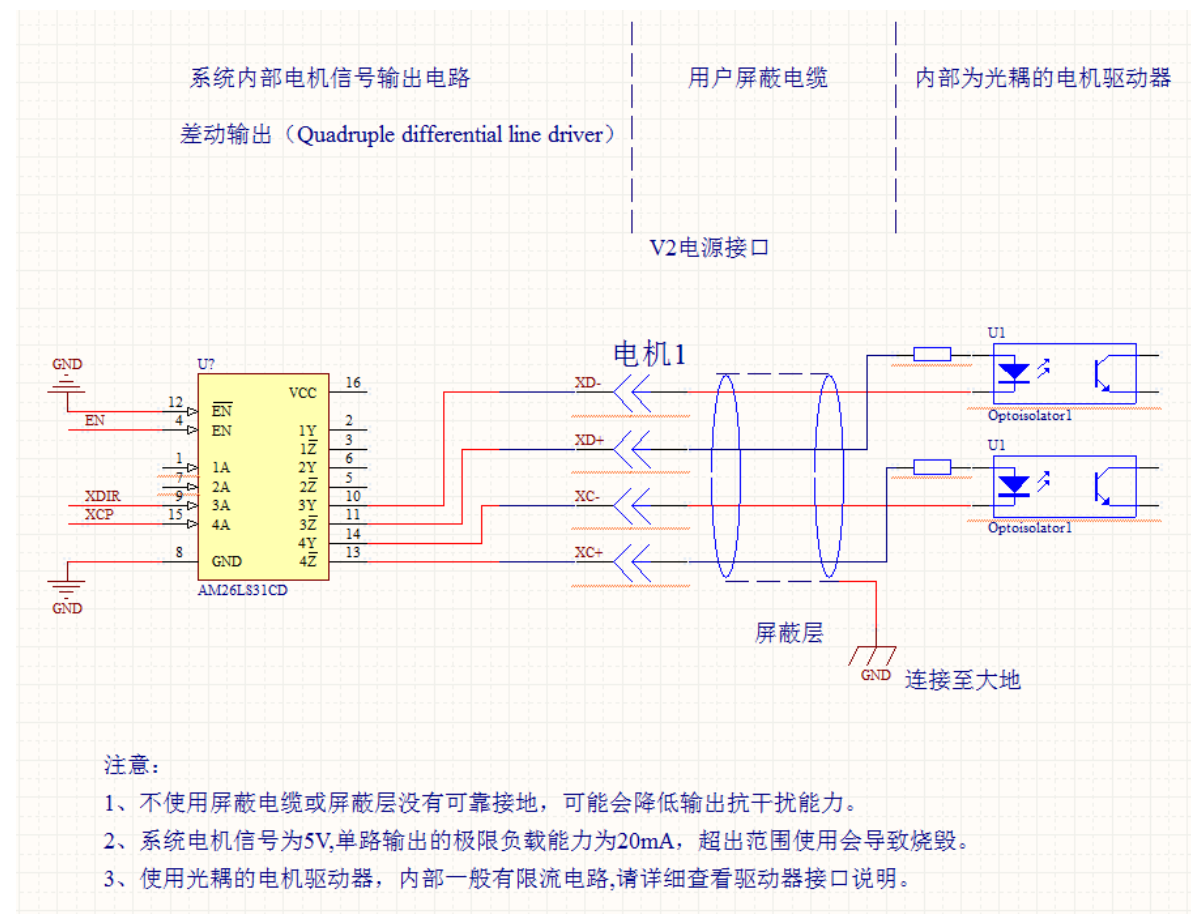 系统内部电机信号输出电路
用户屏蔽电缆
内部为光耦的电机驱动器
差动输出（Quadruple differential line driver）
V2电源接口
电机1
GND
U?
VCC
16
12
EN
EN
4
EN
1Y
2
1Z
3
1
1A
2Y
6
7
2A
2Z
5
XDIR
9
3A
3Y
10
XCP
15
4A
3Z
11
4Y
14
8
GND
4Z
13
GND
AM26LS31CD
XD-
XD+
XC-
XC+
U1
Optoisolator1
U1
Optoisolator1
屏蔽层
GND
连接至大地
注意：
1、不使用屏蔽电缆或屏蔽层没有可靠接地，可能会降低输出抗干扰能力。
2、系统电机信号为5V,单路输出的极限负载能力为20mA，超出范围使用会导致烧毁。
3、使用光耦的电机驱动器，内部一般有限流电路,请详细查看驱动器接口说明。